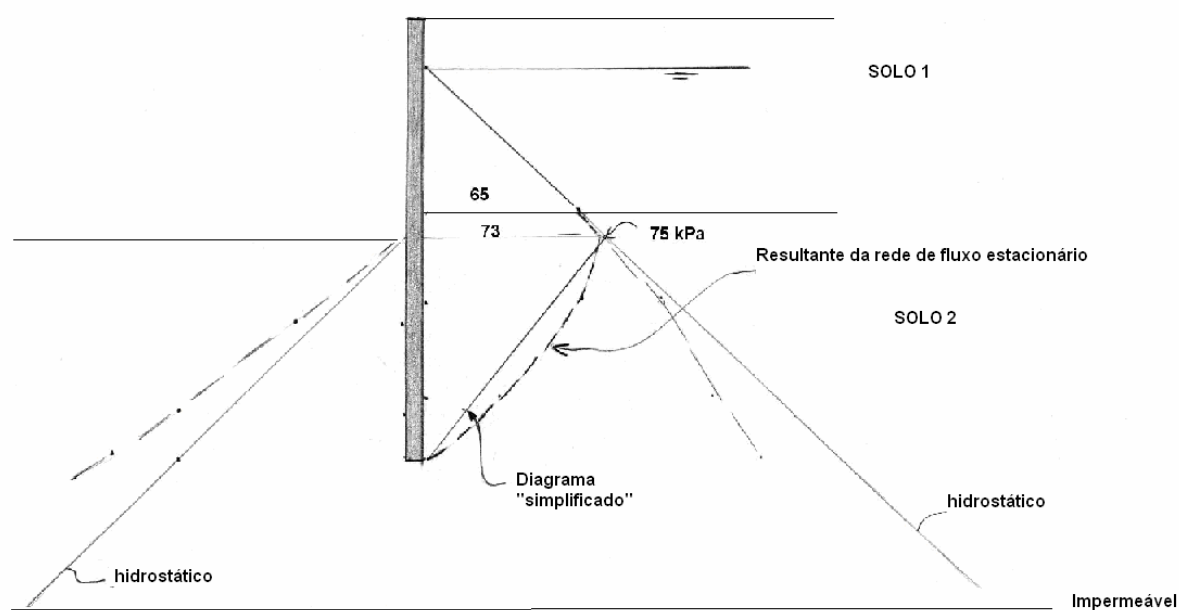 SOLO 1
65
73
75 kPa
Resultante da rede de fluxo estacionário
SOLO 2
Diagrama
"simplificado"
hidrostático
hidrostático
Impermeável